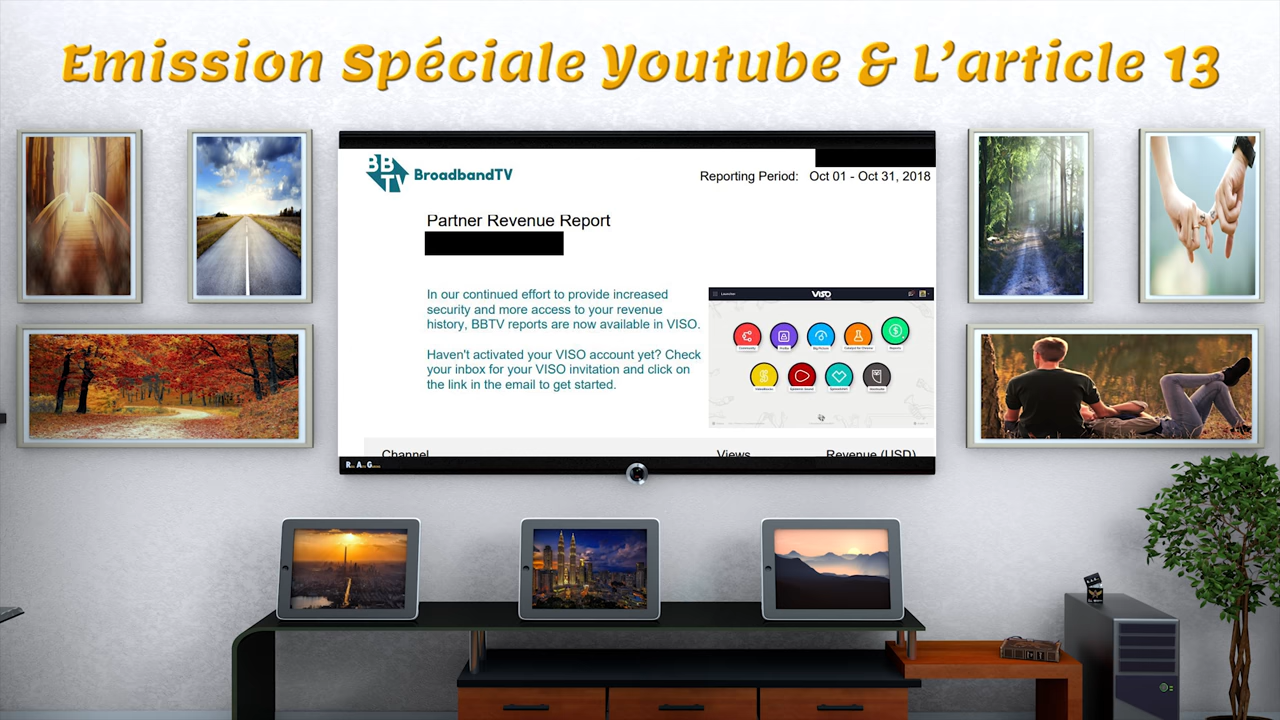 Emission Spéciale Youtube & L'article 13
BBTV BroadbandTV
Reporting Period: Oct 01 - Oct 31, 2018
Partner Revenue Report
In our continued effort to provide increased
security and more access to your revenue
history, BBTV reports are now available in VISO.
Haven't activated your VISO account yet? Check
your inbox for your VISO invitation and click on
the link in the email to get started.
VISO
Channel Views Revenue (USD)